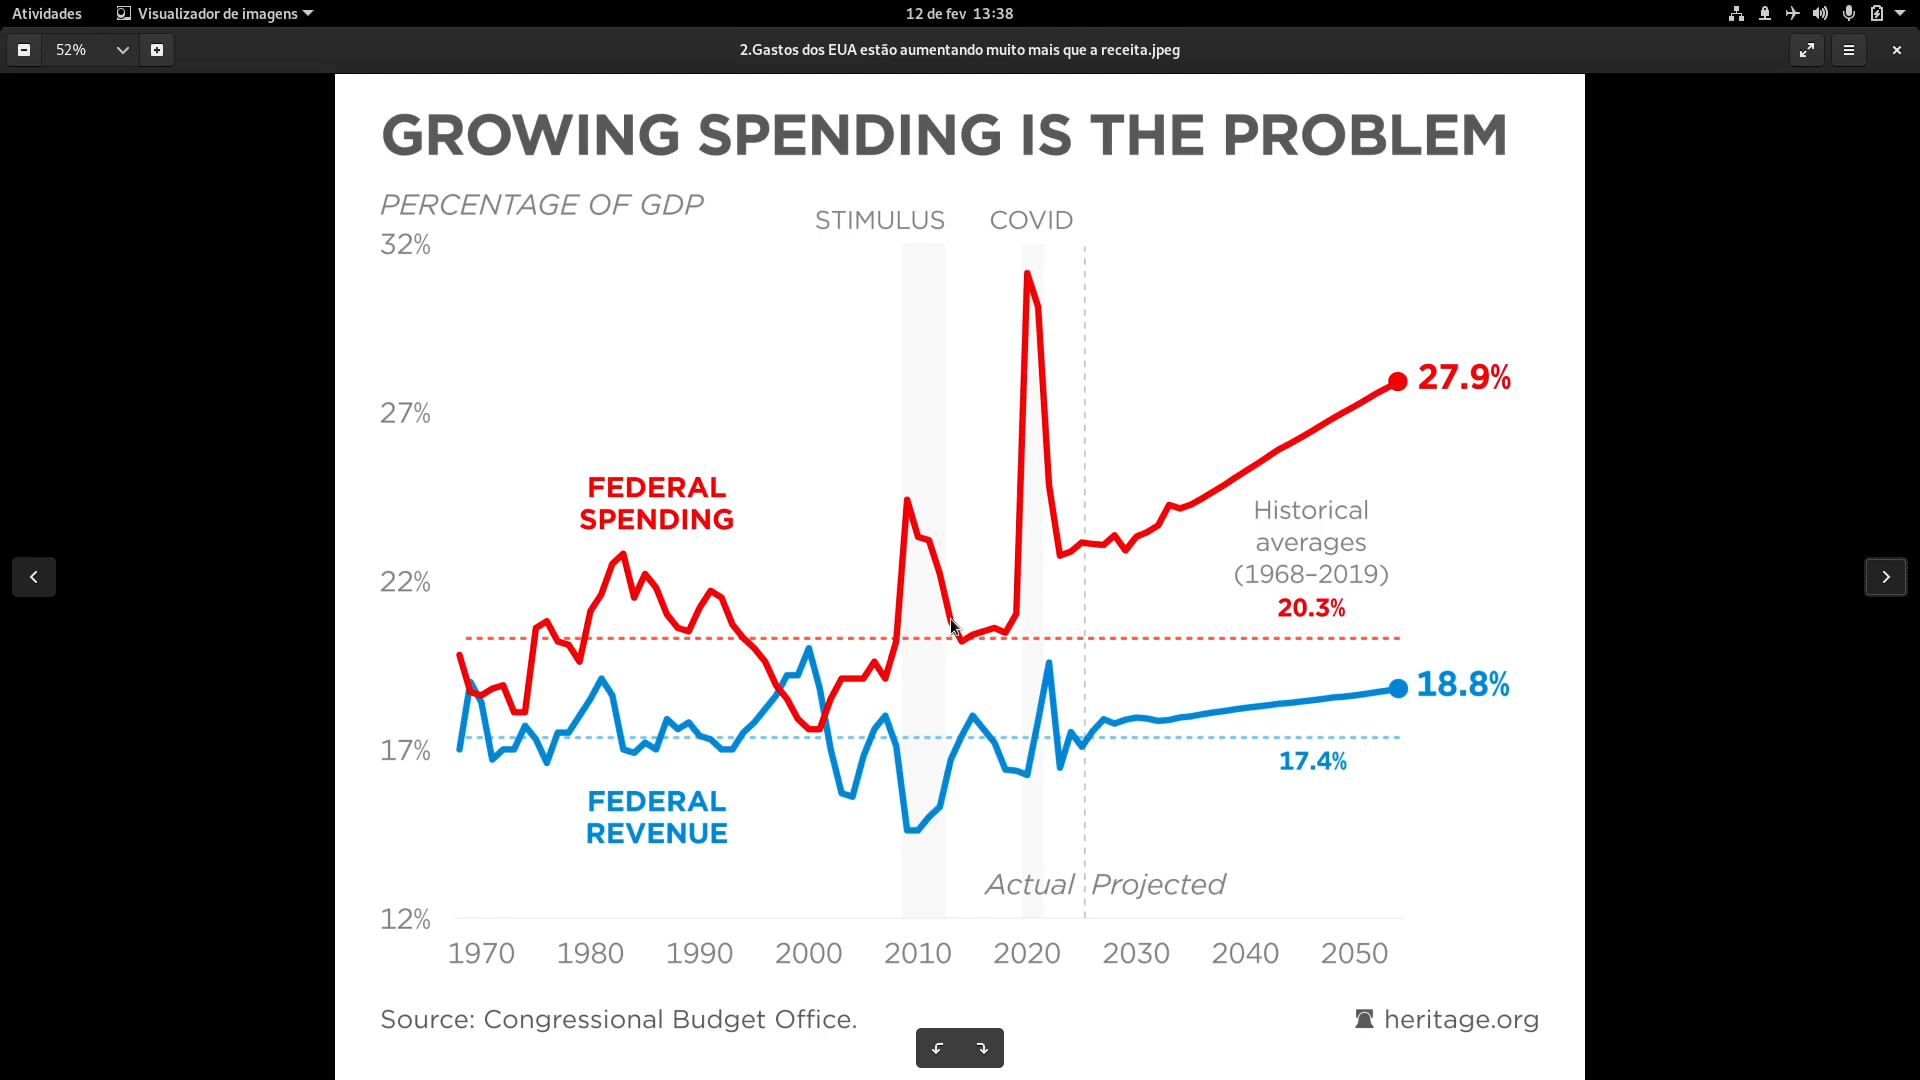 Atividades
Visualizador de imagens
12 de fev 13:38
52%
2.Gastos dos EUA estão aumentando muito mais que a receita.jpeg
GROWING SPENDING IS THE PROBLEM
PERCENTAGE OF GDP
STIMULUS COVID
32%
27.9%
27%
FEDERAL
SPENDING
Historical
averages
(1968–2019)
20.3%
22%
18.8%
17%
17.4%
FEDERAL
REVENUE
Actual Projected
12%
1970 1980 1990 2000 2010 2020 2030 2040 2050
Source: Congressional Budget Office.
heritage.org